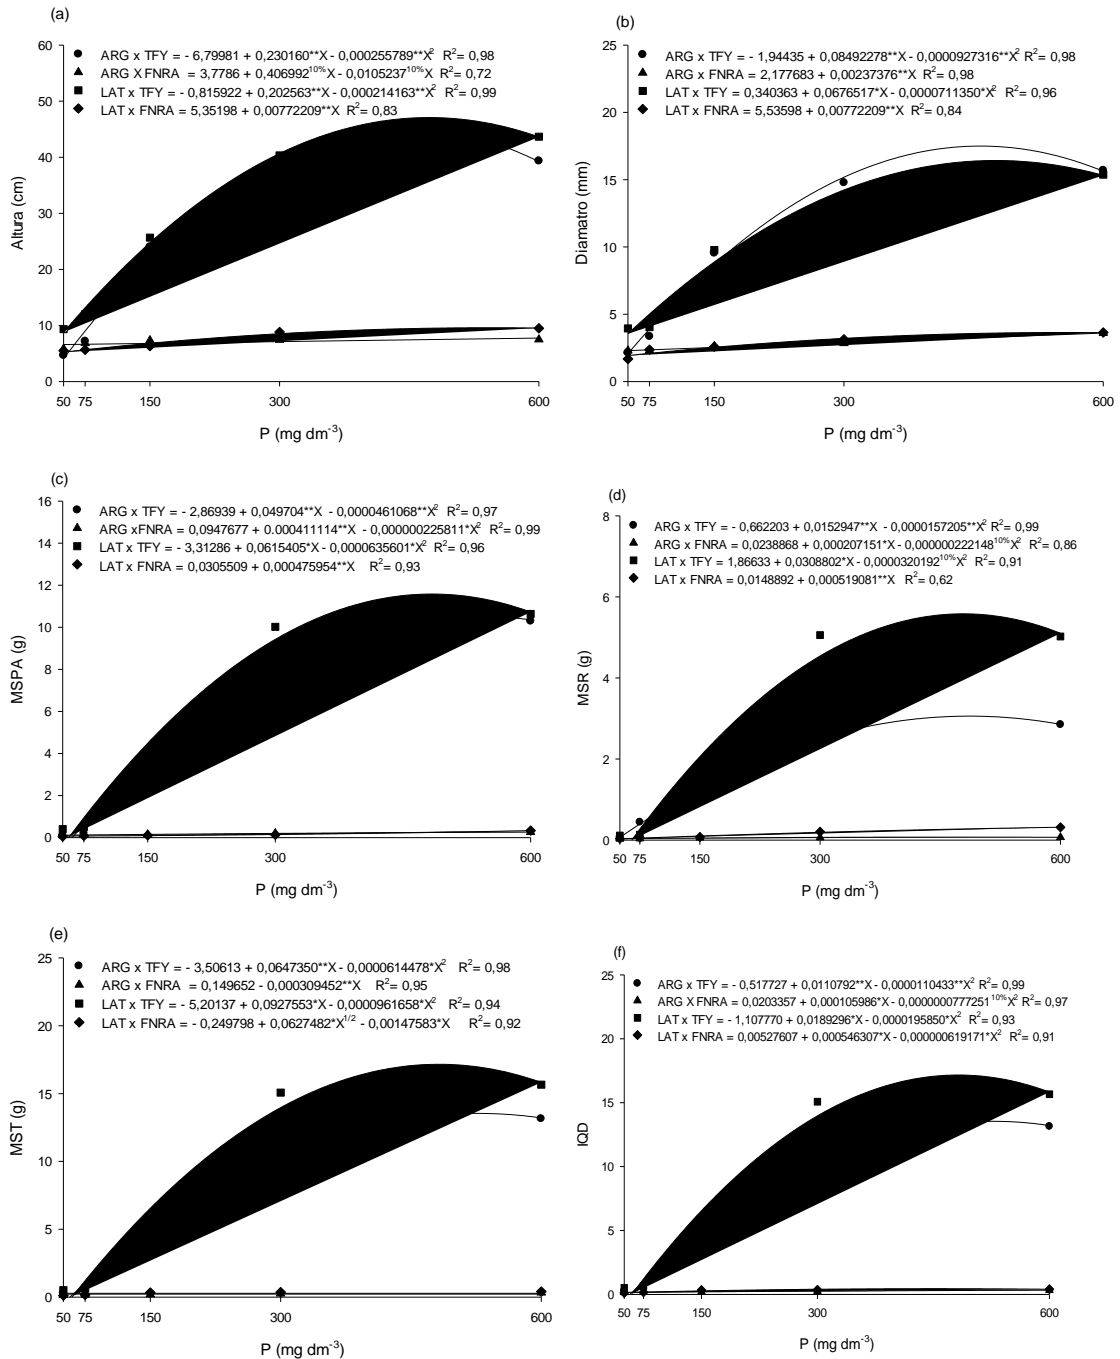 (a)
ARG x TFY = - 6,79981 + 0,230160**X - 0,000255789**X² R² = 0,98
ARG X FNRA = 3,7786 + 0,406992¹⁰%X - 0,0105237¹⁰%X R² = 0,72
LAT x TFY = - 0,815922 + 0,202563**X - 0,000214163**X² R² = 0,99
LAT x FNRA = 5,35198 + 0,00772209**X R² = 0,83
Altura (cm)
60
50
40
30
20
10
0
50 75 150 300 600
P (mg dm⁻³)
(b)
ARG x TFY = - 1,94435 + 0,08492278**X - 0,0000927316**X² R² = 0,98
ARG x FNRA = 2,177683 + 0,00237376**X R² = 0,98
LAT x TFY = 0,340363 + 0,0676517*X - 0,0000711350*X² R² = 0,96
LAT x FNRA = 5,53598 + 0,00772209**X R² = 0,84
Diamatro (mm)
25
20
15
10
5
0
50 75 150 300 600
P (mg dm⁻³)
(c)
ARG x TFY = - 2,86939 + 0,049704**X - 0,0000461068**X² R² = 0,97
ARG xFNRA = 0,0947677 + 0.000411114**X - 0,000000225811*X² R² = 0,99
LAT x TFY = - 3,31286 + 0,0615405*X - 0,0000635601*X² R² = 0,96
LAT x FNRA = 0,0305509 + 0,000475954**X R² = 0,93
MSPA (g)
16
14
12
10
8
6
4
2
0
50 75 150 300 600
P (mg dm⁻³)
(d)
ARG x TFY = - 0,662203 + 0,0152947**X - 0,0000157205**X² R² = 0,99
ARG x FNRA = 0,0238868 + 0,000207151*X - 0,000000222148¹⁰%X² R² = 0,86
LAT x TFY = 1,86633 + 0,0308802*X - 0,0000320192¹⁰%X² R² = 0,91
LAT x FNRA = 0,0148892 + 0,000519081**X R² = 0,62
MSR (g)
8
6
4
2
0
50 75 150 300 600
P (mg dm⁻³)
(e)
ARG x TFY = - 3,50613 + 0,0647350**X - 0,0000614478*X² R² = 0,98
ARG x FNRA = 0,149652 - 0,000309452**X R² = 0,95
LAT x TFY = - 5,20137 + 0,0927553*X - 0,0000961658*X² R² = 0,94
LAT x FNRA = -0,249798 + 0,0627482*X¹/² - 0,00147583*X R² = 0,92
MST (g)
25
20
15
10
5
0
50 75 150 300 600
P (mg dm⁻³)
(f)
ARG x TFY = - 0,517727 + 0,0110792**X - 0,0000110433**X² R² = 0,99
ARG X FNRA = 0,0203357 + 0,000105986*X - 0,0000000777251¹⁰%X² R² = 0,97
LAT x TFY = - 1,107770 + 0,0189296*X - 0,0000195850*X² R² = 0,93
LAT x FNRA = 0,00527607 + 0,000546307*X - 0,000000619171*X² R² = 0,91
IQD
25
20
15
10
5
0
50 75 150 300 600
P (mg dm⁻³)